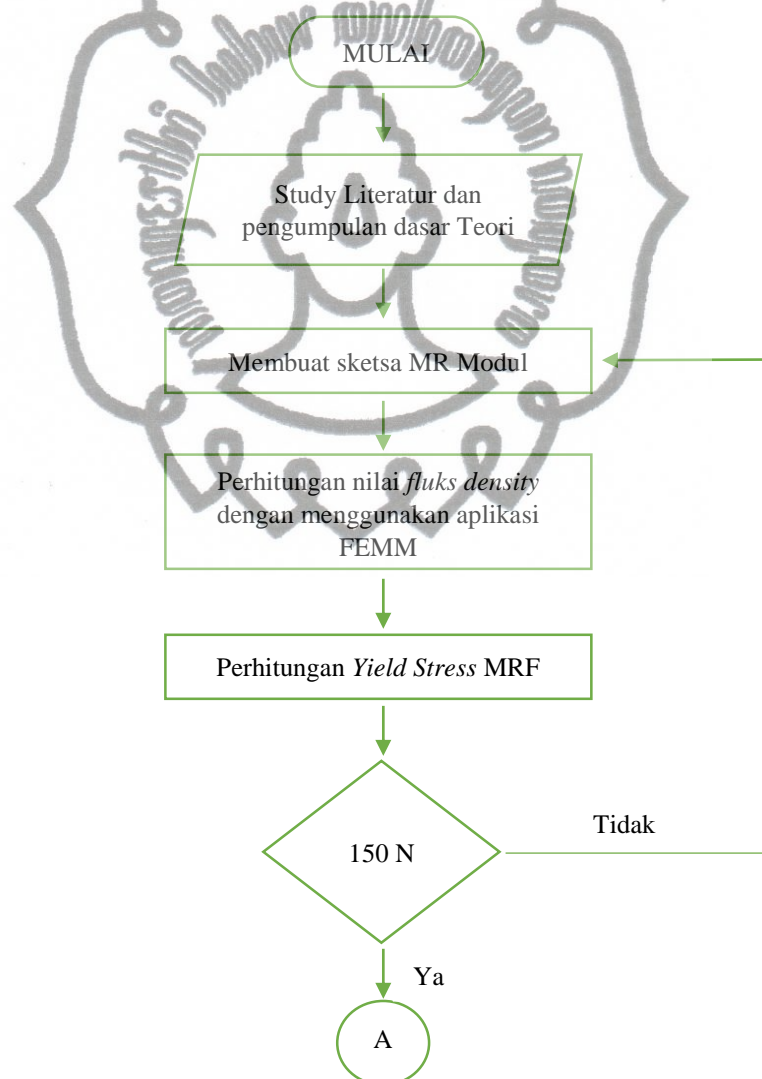 MULAI
Study Literatur dan
pengumpulan dasar Teori
Membuat sketsa MR Modul
Perhitungan nilai fluks density
dengan menggunakan aplikasi
FEMM
Perhitungan Yield Stress MRF
150 N
Tidak
Ya
A